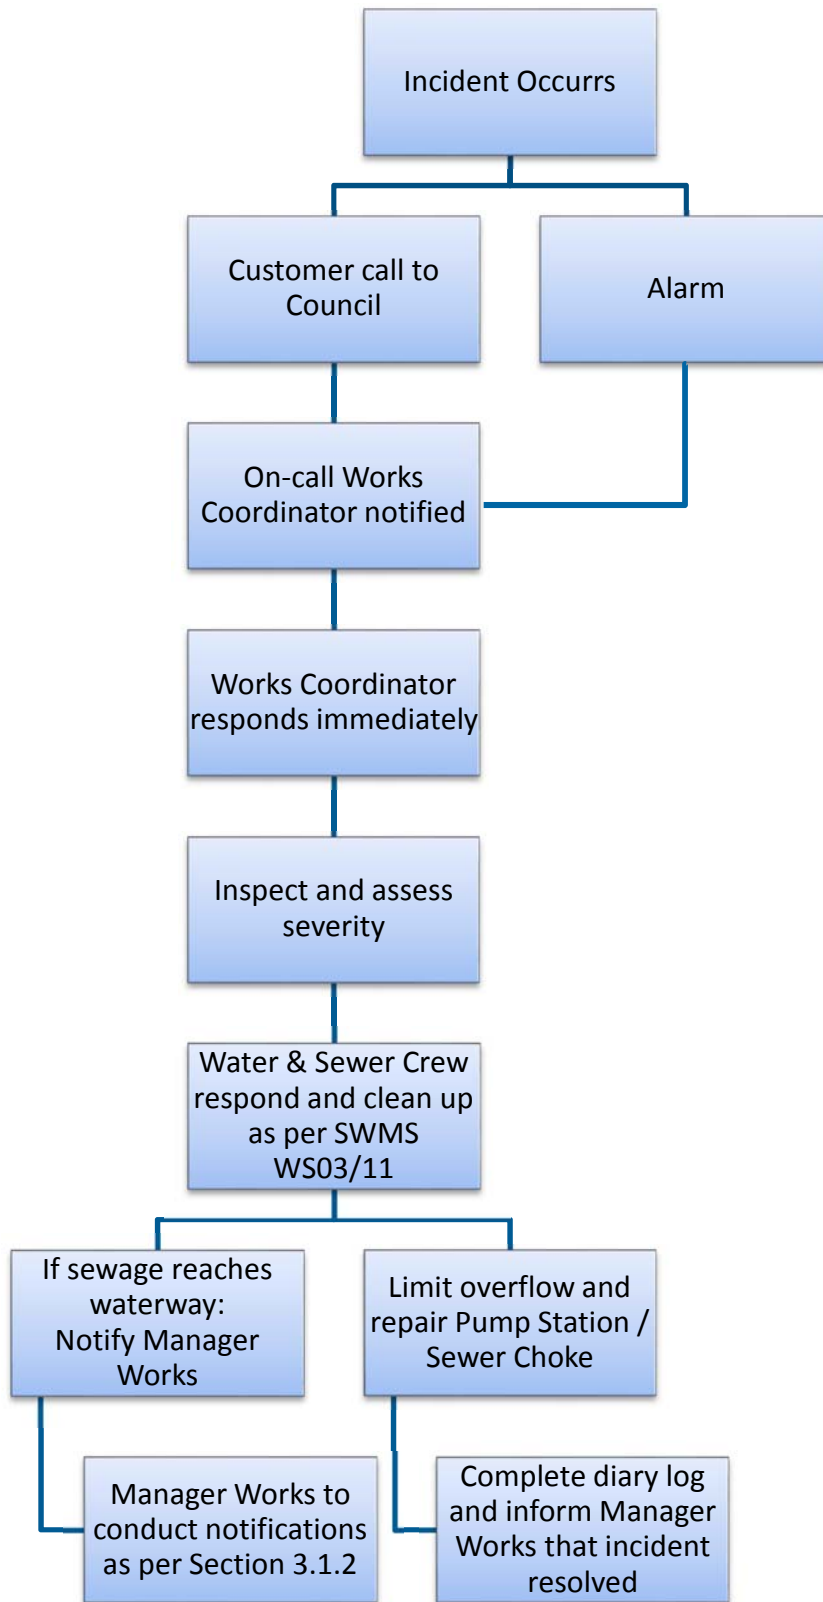 Incident Occurrs
Customer call to
Council
Alarm
On-call Works
Coordinator notified
Works Coordinator
responds immediately
Inspect and assess
severity
Water & Sewer Crew
respond and clean up
as per SWMS
WS03/11
If sewage reaches
waterway:
Notify Manager
Works
Limit overflow and
repair Pump Station /
Sewer Choke
Manager Works to
conduct notifications
as per Section 3.1.2
Complete diary log
and inform Manager
Works that incident
resolved